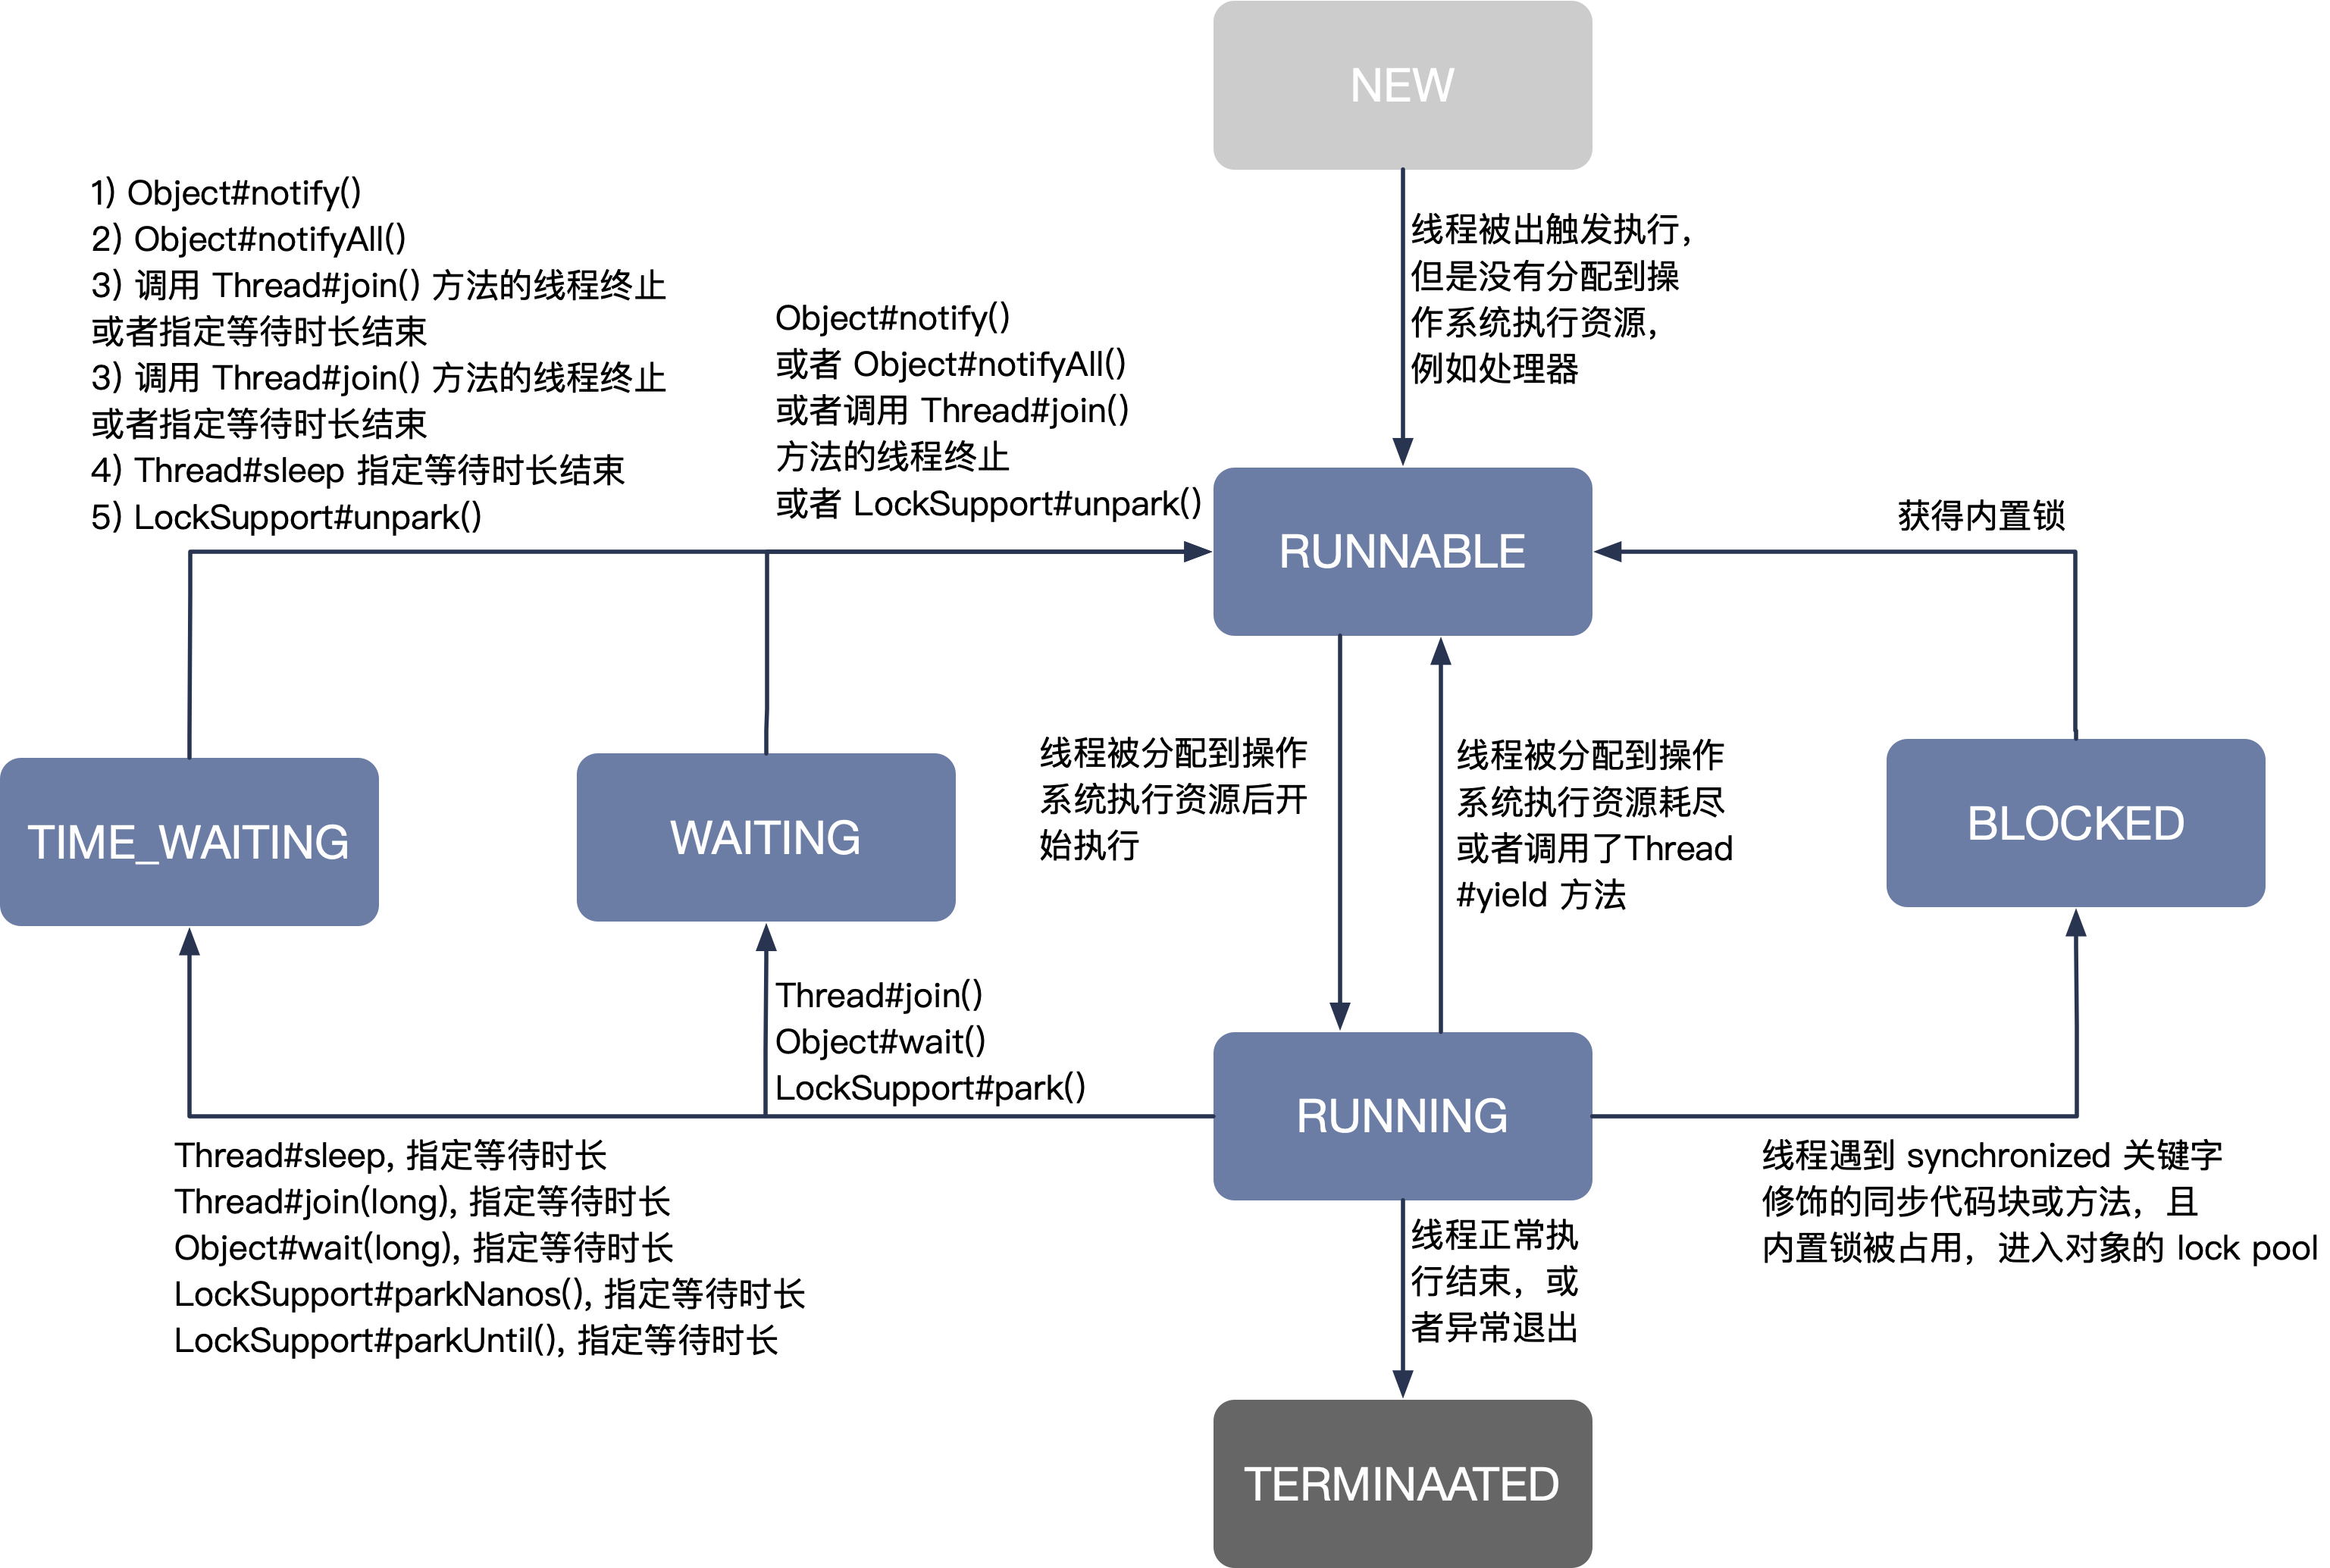 NEW
线程被出触发执行，
但是没有分配到操
作系统执行资源，
例如处理器
1) Object#notify()
2) Object#notifyAll()
3) 调用 Thread#join() 方法的线程终止
或者指定等待时长结束
3) 调用 Thread#join() 方法的线程终止
或者指定等待时长结束
4) Thread#sleep 指定等待时长结束
5) LockSupport#unpark()
Object#notify()
或者 Object#notifyAll()
或者调用 Thread#join()
方法的线程终止
或者 LockSupport#unpark()
RUNNABLE
获得内置锁
线程被分配到操作
系统执行资源后开
始执行
线程被分配到操作
系统执行资源耗尽
或者调用了Thread
#yield 方法
TIME_WAITING
WAITING
BLOCKED
Thread#join()
Object#wait()
LockSupport#park()
RUNNING
Thread#sleep, 指定等待时长
Thread#join(long), 指定等待时长
Object#wait(long), 指定等待时长
LockSupport#parkNanos(), 指定等待时长
LockSupport#parkUntil(), 指定等待时长
线程正常执
行结束，或
者异常退出
线程遇到 synchronized 关键字
修饰的同步代码块或方法，且
内置锁被占用，进入对象的 lock pool
TERMINAATED